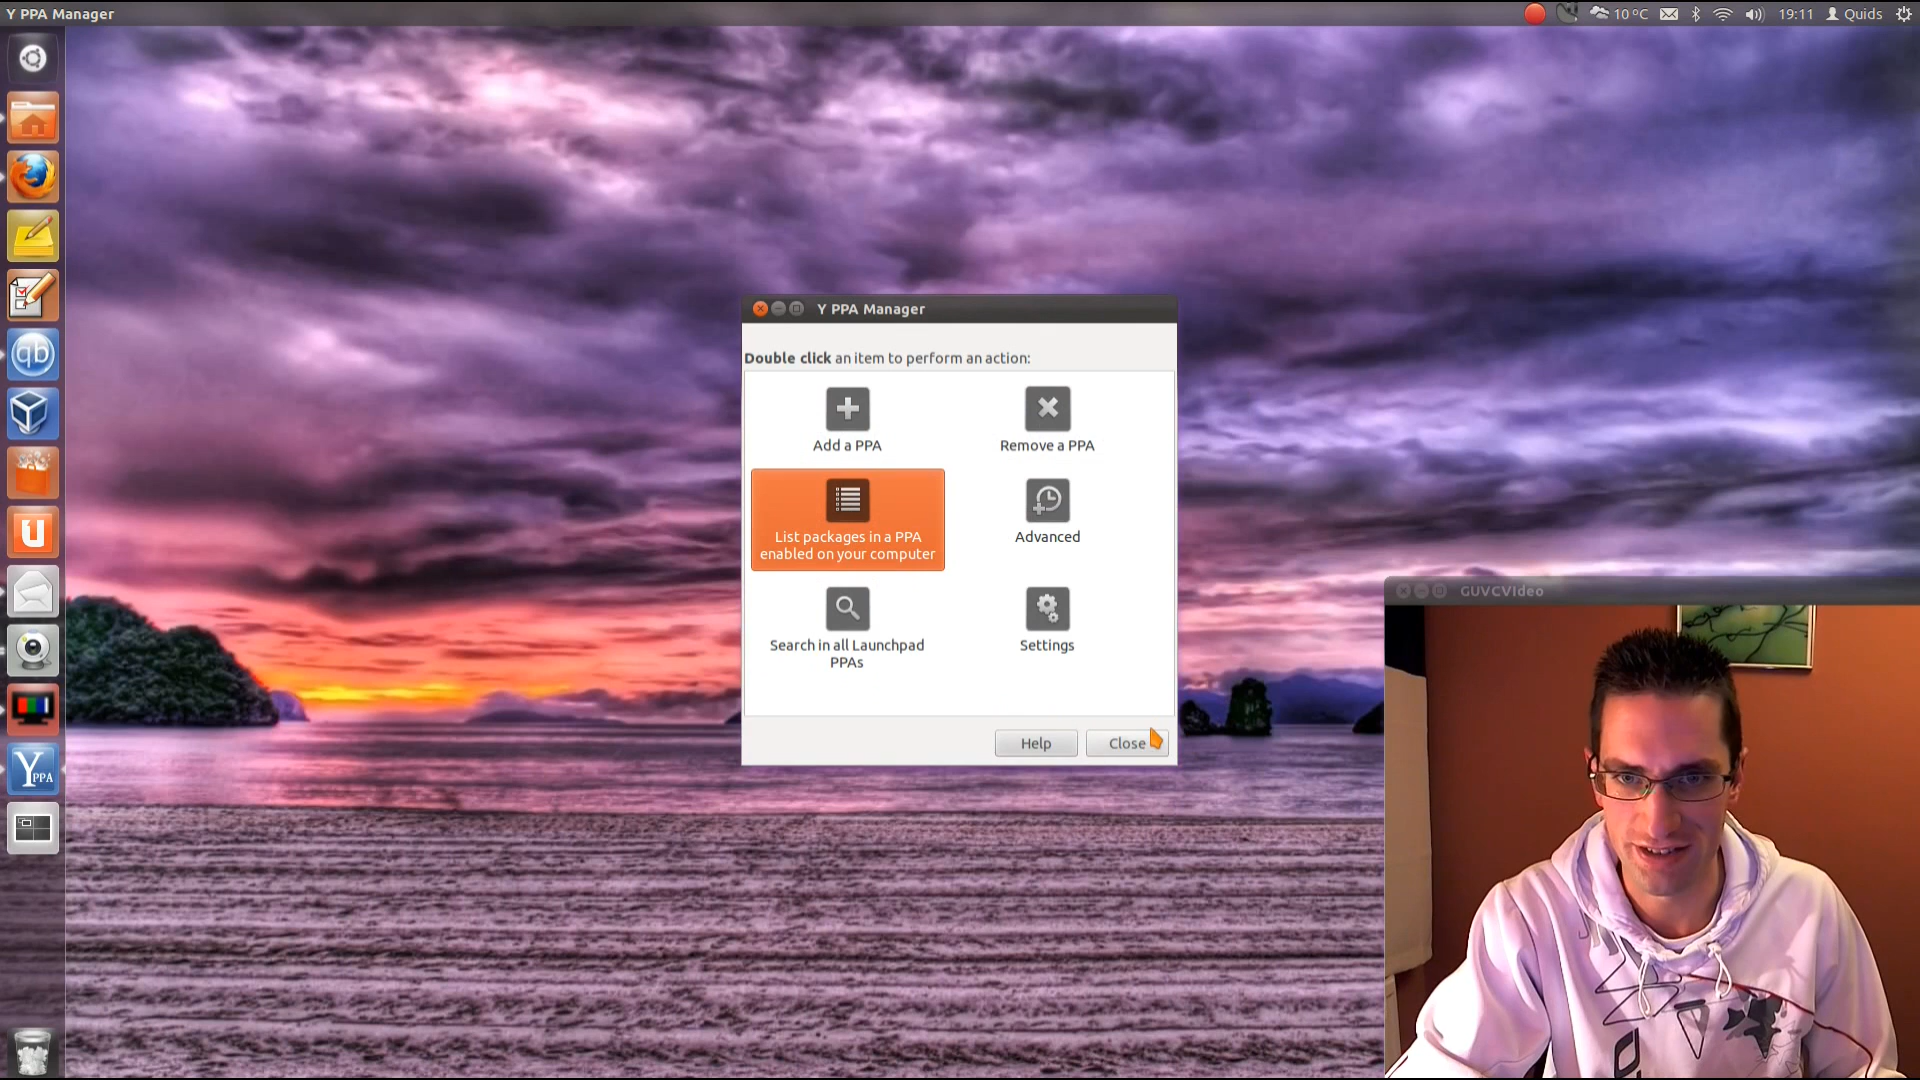 Y PPA Manager
10 °C
19:11
Quids
Y PPA Manager
Double click an item to perform an action:
Add a PPA
Remove a PPA
List packages in a PPA
enabled on your computer
Advanced
Search in all Launchpad
PPAs
Settings
Help
Close
GUVCVideo
qb
U
Y PPA